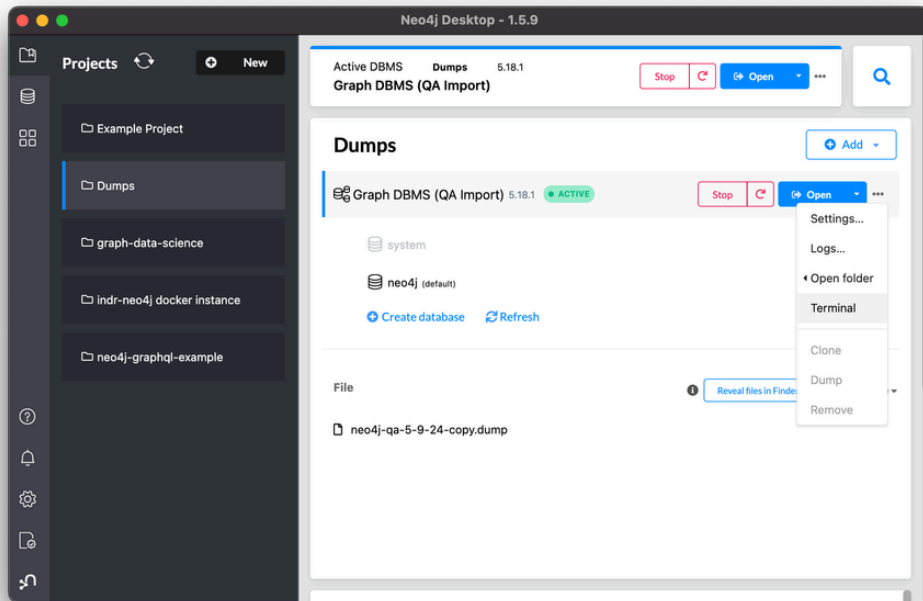 Neo4j Desktop - 1.5.9
Projects
New
Example Project
Dumps
graph-data-science
indr-neo4j docker instance
neo4j-graphql-example
Active DBMS Dumps 5.18.1
Graph DBMS (QA Import)
Stop Open
Dumps
Add
Graph DBMS (QA Import) 5.18.1 ACTIVE
Stop Open
Settings...
Logs...
Open folder
Terminal
Clone
Dump
Remove
system
neo4j (default)
Create database Refresh
File
Reveal files in Finder
neo4j-qa-5-9-24-copy.dump